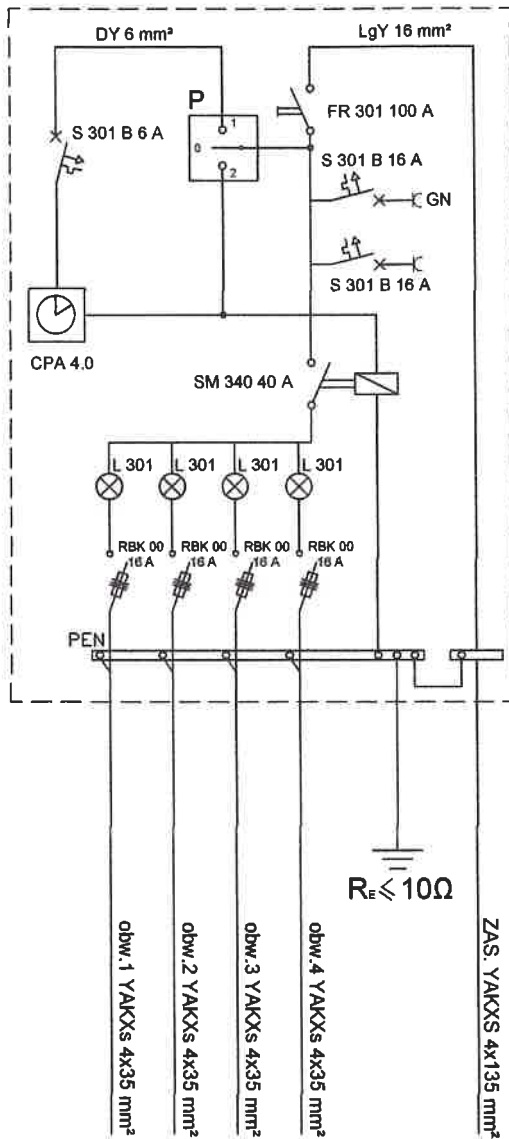 DY 6 mm²
LgY 16 mm²
P
FR 301 100 A
1
S 301 B 6 A
0
S 301 B 16 A
2
GN
S 301 B 16 A
CPA 4.0
SM 340 40 A
L 301
L 301
L 301
L 301
RBK 00
16 A
RBK 00
16 A
RBK 00
16 A
RBK 00
16 A
PEN
RE ≤ 10Ω
obw.1 YAKXs 4x35 mm²
obw.2 YAKXs 4x35 mm²
obw.3 YAKXs 4x35 mm²
obw.4 YAKXs 4x35 mm²
ZAS. YAKXS 4x135 mm²